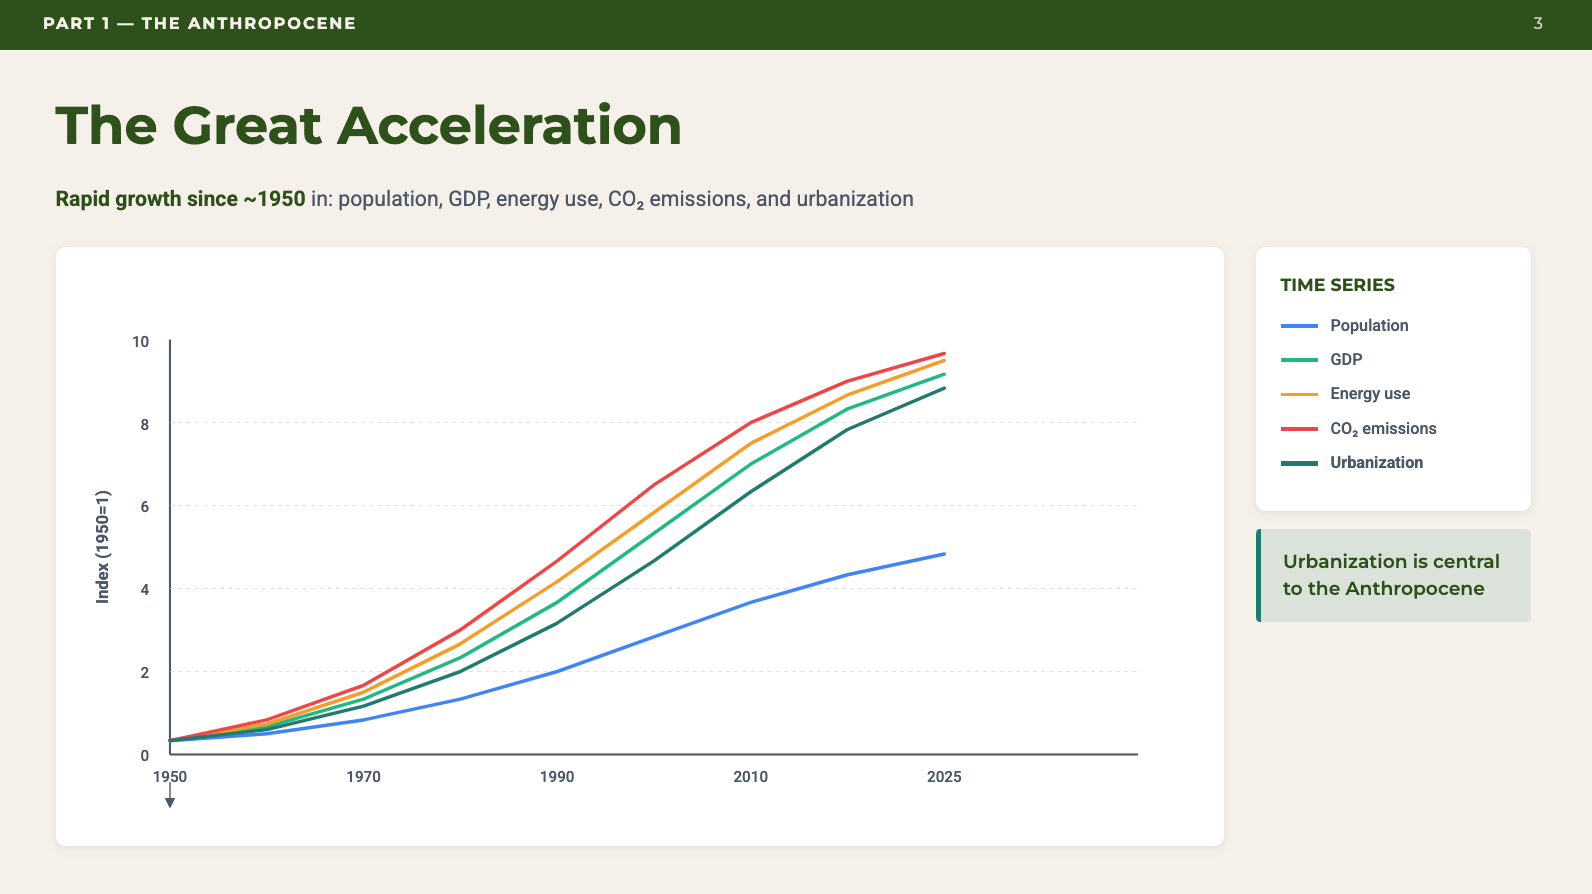 PART 1 — THE ANTHROPOCENE
3
The Great Acceleration
Rapid growth since ~1950 in: population, GDP, energy use, CO₂ emissions, and urbanization
Index (1950=1)
10
8
6
4
2
0
1950
1970
1990
2010
2025
TIME SERIES
Population
GDP
Energy use
CO₂ emissions
Urbanization
Urbanization is central
to the Anthropocene